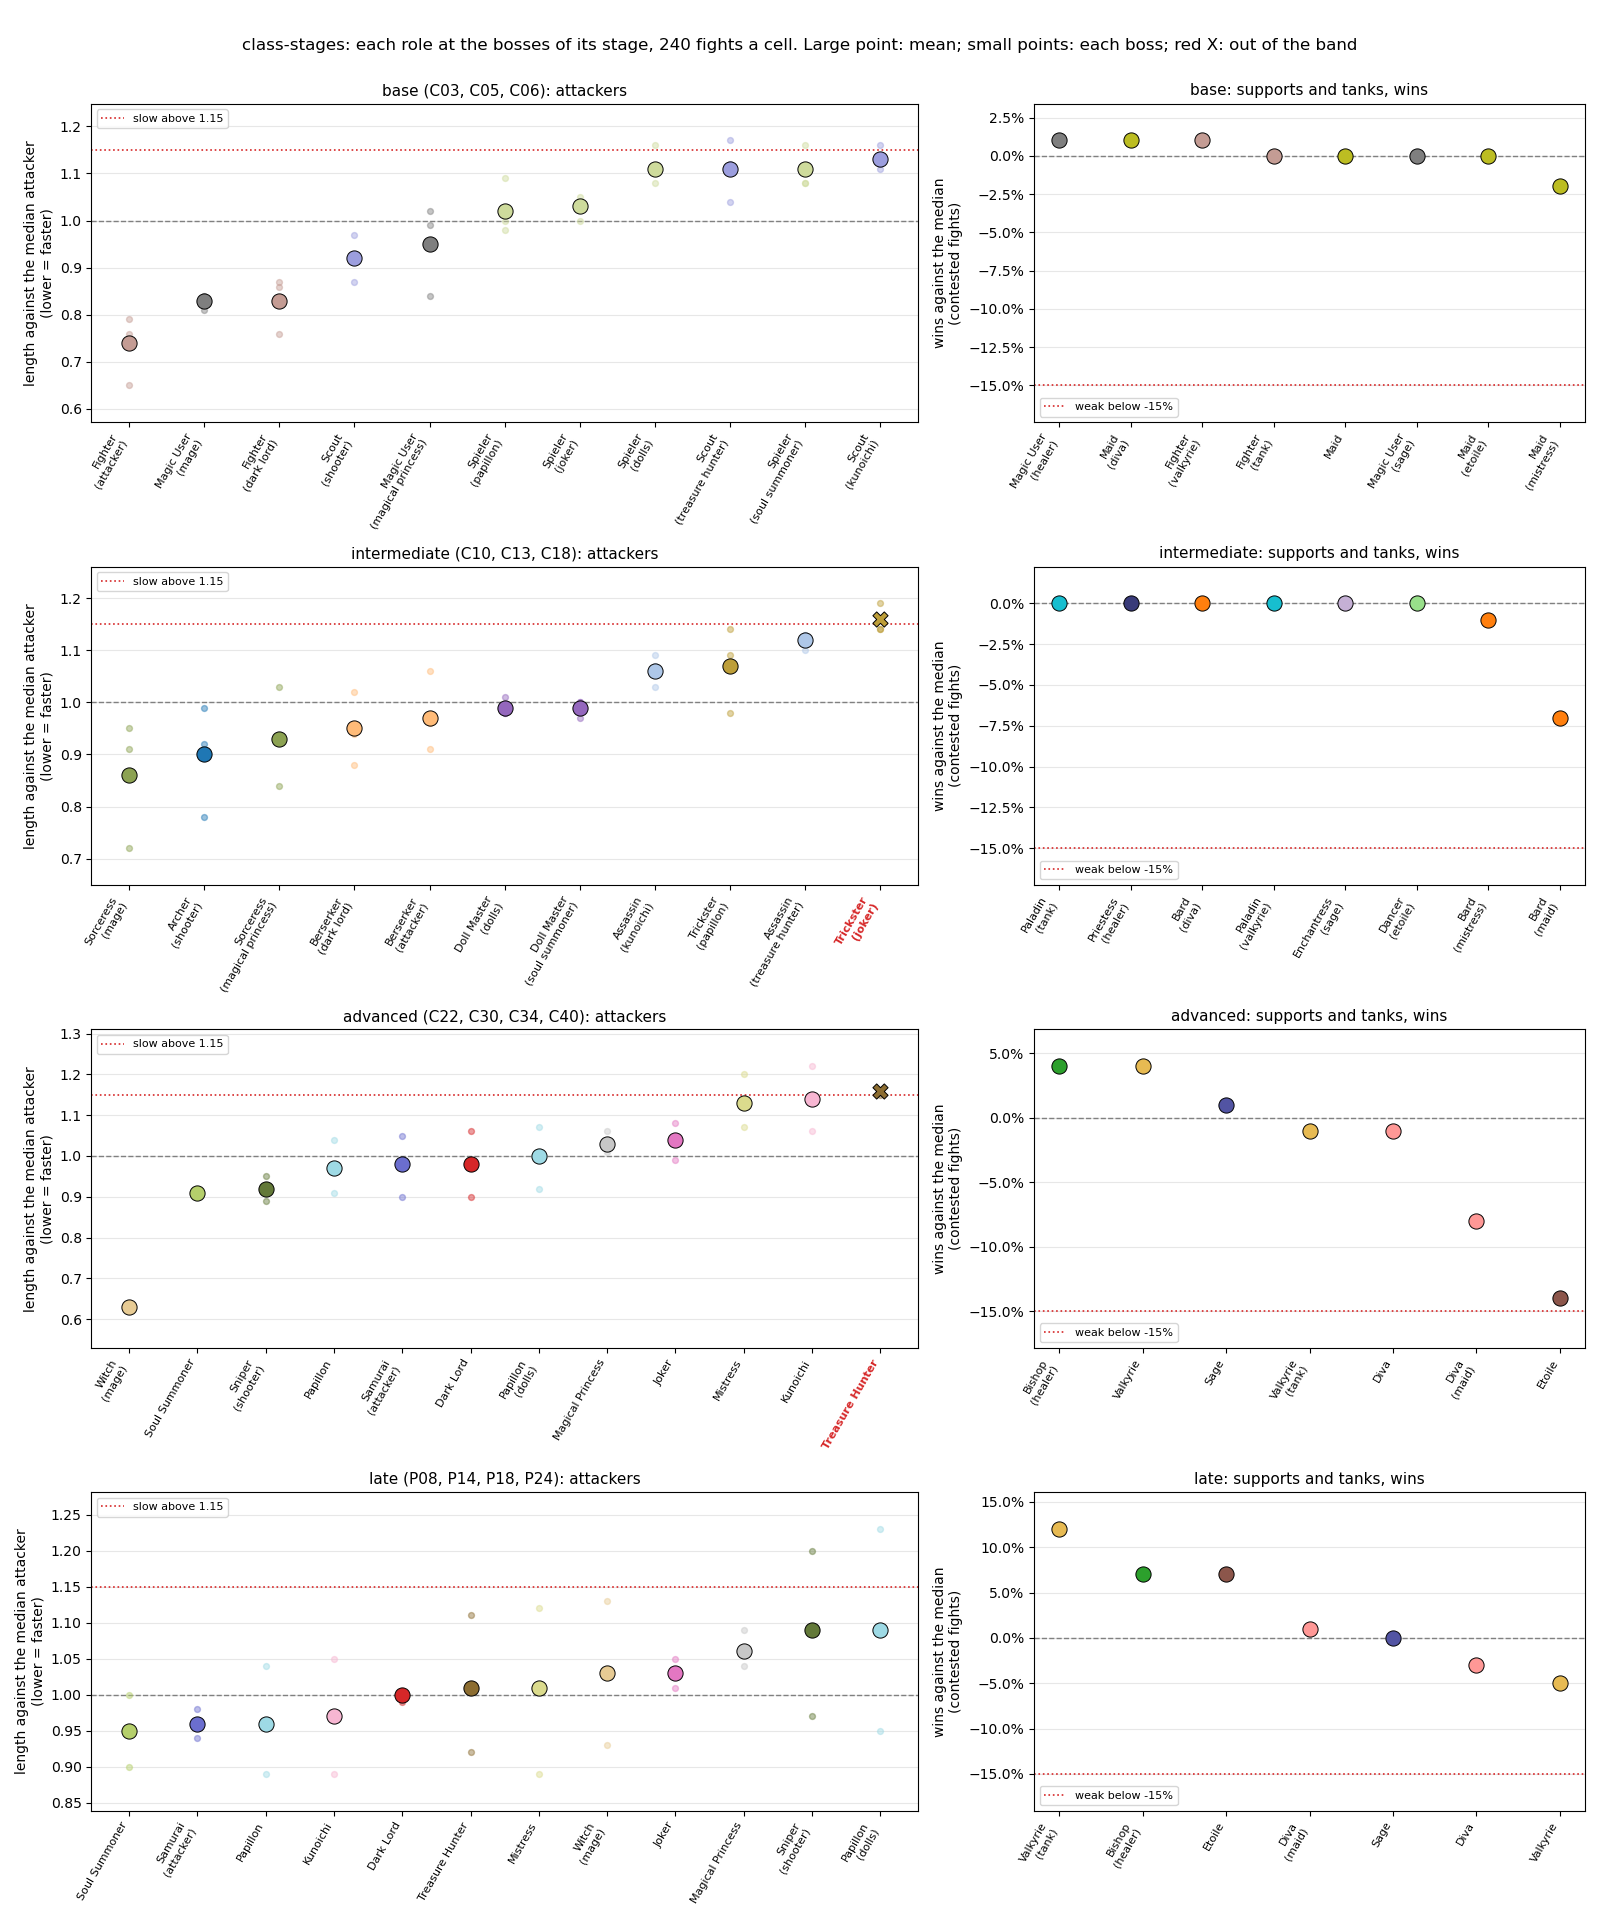 class-stages: each role at the bosses of its stage, 240 fights a cell. Large point: mean; small points: each boss; red X: out of the band
base (C03, C05, C06): attackers
slow above 1.15
length against the median attacker
(lower = faster)
1.2
1.1
1.0
0.9
0.8
0.7
0.6
Fighter
(attacker)
Magic User
(mage)
Fighter
(dark lord)
Scout
(shooter)
Magic User
(magical princess)
Spieler
(papillon)
Spieler
(joker)
Spieler
(dolls)
Scout
(treasure hunter)
Spieler
(soul summoner)
Scout
(kunoichi)
base: supports and tanks, wins
wins against the median
(contested fights)
2.5%
0.0%
−2.5%
−5.0%
−7.5%
−10.0%
−12.5%
−15.0%
weak below -15%
Magic User
(healer)
Maid
(diva)
Fighter
(valkyrie)
Fighter
(tank)
Maid
Magic User
(sage)
Maid
(etoile)
Maid
(mistress)
intermediate (C10, C13, C18): attackers
slow above 1.15
length against the median attacker
(lower = faster)
1.2
1.1
1.0
0.9
0.8
0.7
Sorceress
(mage)
Archer
(shooter)
Sorceress
(magical princess)
Berserker
(dark lord)
Berserker
(attacker)
Doll Master
(dolls)
Doll Master
(soul summoner)
Assassin
(kunoichi)
Trickster
(papillon)
Assassin
(treasure hunter)
Trickster
(joker)
intermediate: supports and tanks, wins
wins against the median
(contested fights)
0.0%
−2.5%
−5.0%
−7.5%
−10.0%
−12.5%
−15.0%
weak below -15%
Paladin
(tank)
Priestess
(healer)
Bard
(diva)
Paladin
(valkyrie)
Enchantress
(sage)
Dancer
(etoile)
Bard
(mistress)
Bard
(maid)
advanced (C22, C30, C34, C40): attackers
slow above 1.15
length against the median attacker
(lower = faster)
1.3
1.2
1.1
1.0
0.9
0.8
0.7
0.6
Witch
(mage)
Soul Summoner
Sniper
(shooter)
Papillon
Samurai
(attacker)
Dark Lord
Papillon
(dolls)
Magical Princess
Joker
Mistress
Kunoichi
Treasure Hunter
advanced: supports and tanks, wins
wins against the median
(contested fights)
5.0%
0.0%
−5.0%
−10.0%
−15.0%
weak below -15%
Bishop
(healer)
Valkyrie
Sage
Valkyrie
(tank)
Diva
Diva
(maid)
Etoile
late (P08, P14, P18, P24): attackers
slow above 1.15
length against the median attacker
(lower = faster)
1.25
1.20
1.15
1.10
1.05
1.00
0.95
0.90
0.85
Soul Summoner
Samurai
(attacker)
Papillon
Kunoichi
Dark Lord
Treasure Hunter
Mistress
Witch
(mage)
Joker
Magical Princess
Sniper
(shooter)
Papillon
(dolls)
late: supports and tanks, wins
wins against the median
(contested fights)
15.0%
10.0%
5.0%
0.0%
−5.0%
−10.0%
−15.0%
weak below -15%
Valkyrie
(tank)
Bishop
(healer)
Etoile
Diva
(maid)
Sage
Diva
Valkyrie